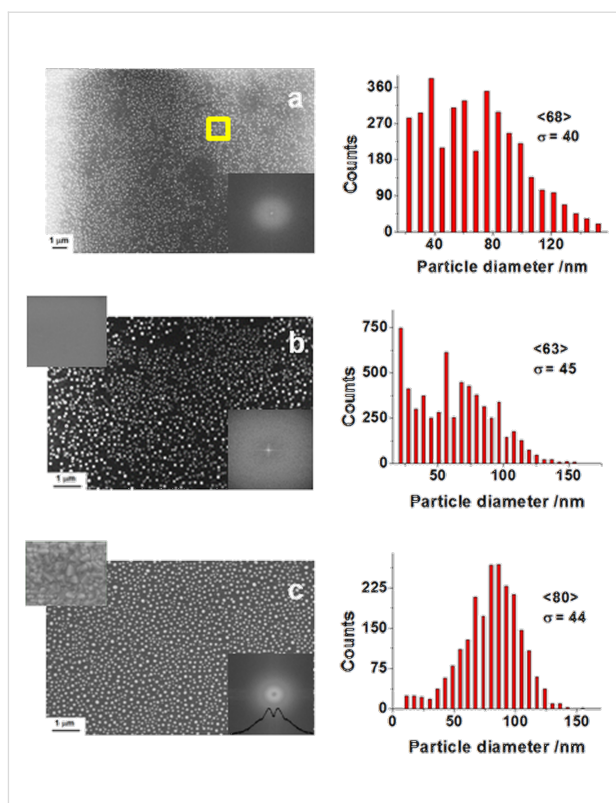 a
1 µm
360
270
180
90
0
Counts
<68>
σ = 40
40 80 120
Particle diameter /nm
b
1 µm
750
500
250
0
Counts
<63>
σ = 45
50 100 150
Particle diameter /nm
c
1 µm
225
150
75
0
Counts
<80>
σ = 44
0 50 100 150
Particle diameter /nm